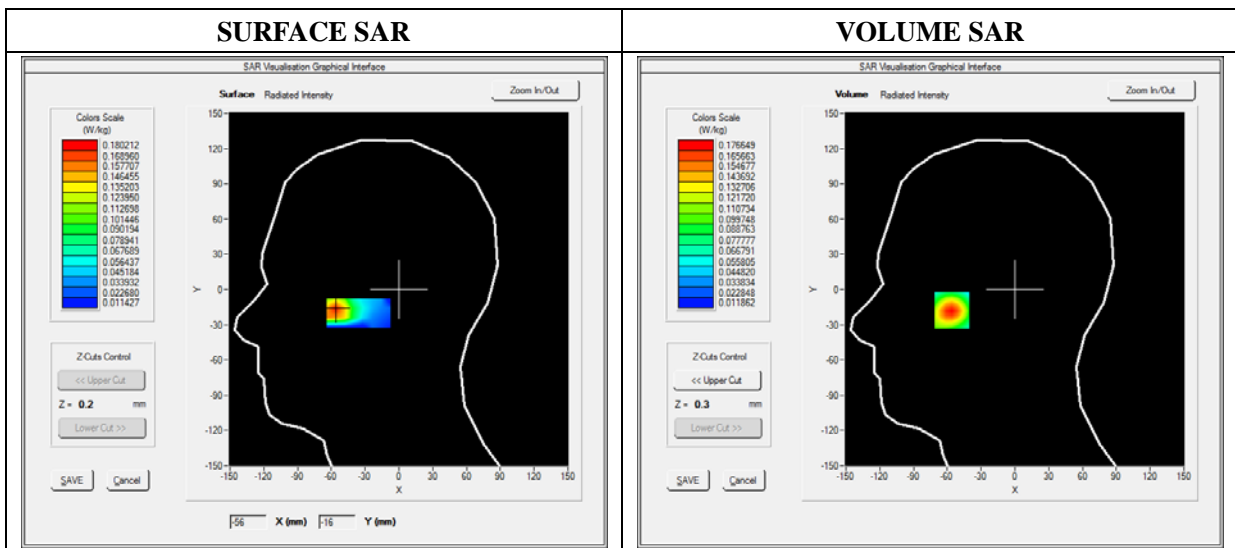 SURFACE SAR
VOLUME SAR
SAR Visualisation Graphical Interface
Surface Radiated Intensity
Zoom In/Out
Colors Scale
(W/kg)
0.180212
0.168960
0.157707
0.146455
0.135203
0.123950
0.112698
0.101446
0.090194
0.078941
0.067689
0.056437
0.045184
0.033932
0.022680
0.011427
Z-Cuts Control
<< Upper Cut
Z = 0.2 mm
Lower Cut >>
SAVE Cancel
Y
150
120
90
60
30
0
-30
-60
-90
-120
-150
-150 -120 -90 -60 -30 0 30 60 90 120 150
X
-56 X (mm) -16 Y (mm)
SAR Visualisation Graphical Interface
Volume Radiated Intensity
Zoom In/Out
Colors Scale
(W/kg)
0.176649
0.165663
0.154677
0.143692
0.132706
0.121720
0.110734
0.099748
0.088763
0.077777
0.066791
0.055805
0.044820
0.033834
0.022848
0.011862
Z-Cuts Control
<< Upper Cut
Z = 0.3 mm
Lower Cut >>
SAVE Cancel
Y
150
120
90
60
30
0
-30
-60
-90
-120
-150
-150 -120 -90 -60 -30 0 30 60 90 120 150
X